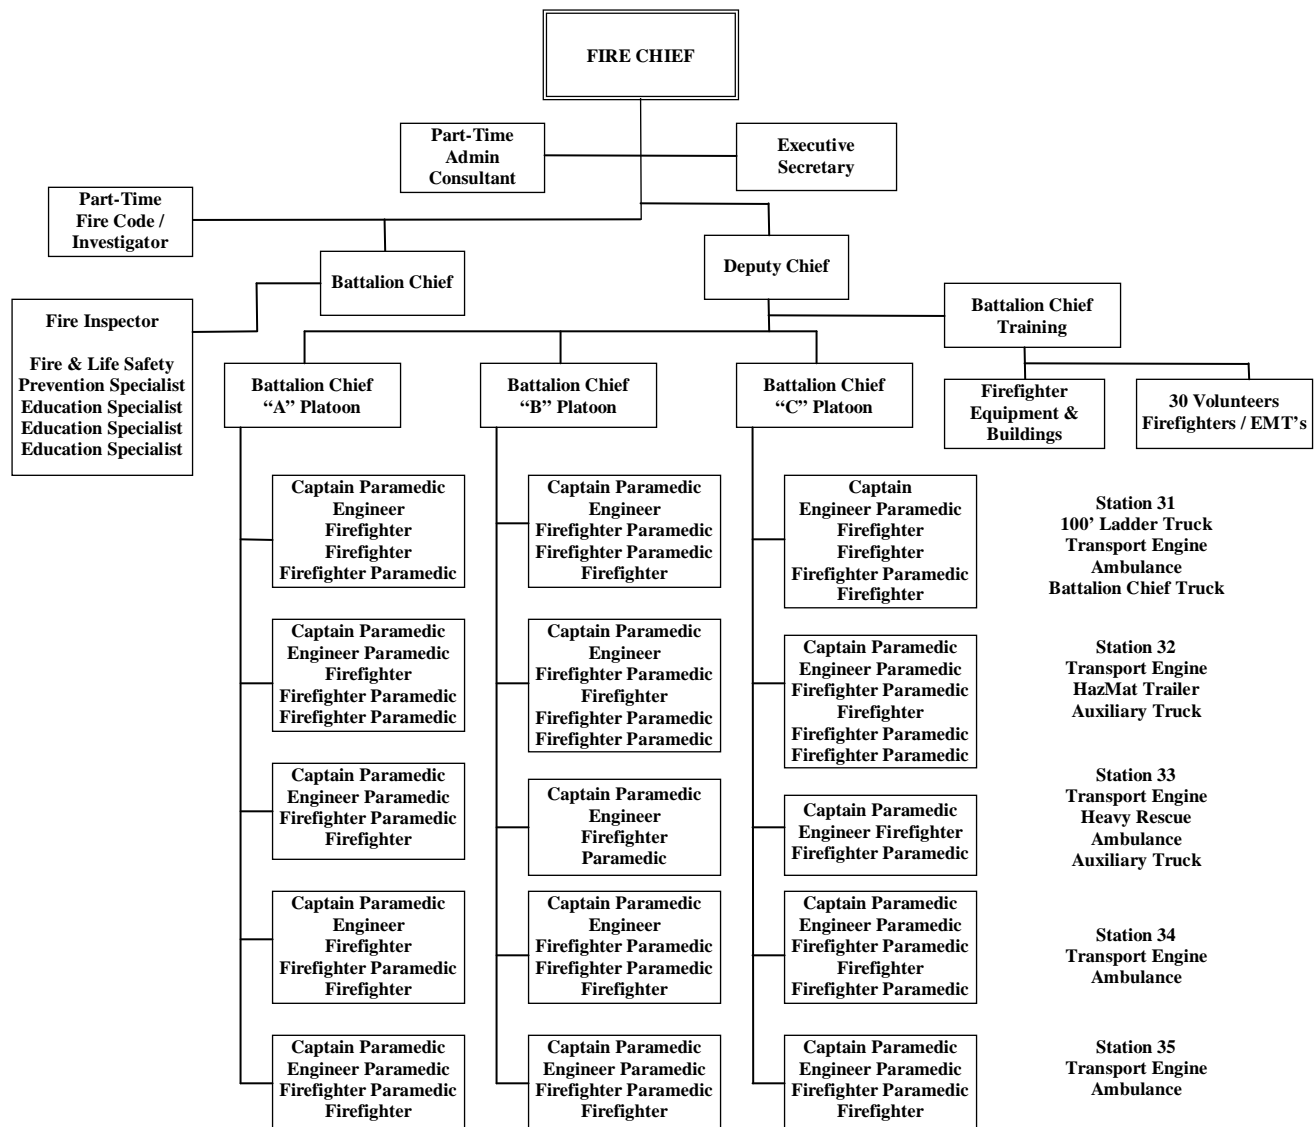 FIRE CHIEF
Part-Time
Admin
Consultant
Executive
Secretary
Part-Time
Fire Code /
Investigator
Battalion Chief
Deputy Chief
Fire Inspector
Fire & Life Safety
Prevention Specialist
Education Specialist
Education Specialist
Education Specialist
Battalion Chief
Training
Battalion Chief
“A” Platoon
Battalion Chief
“B” Platoon
Battalion Chief
“C” Platoon
Firefighter
Equipment &
Buildings
30 Volunteers
Firefighters / EMT’s
Captain Paramedic
Engineer
Firefighter
Firefighter
Firefighter Paramedic
Captain Paramedic
Engineer
Firefighter Paramedic
Firefighter Paramedic
Firefighter
Captain
Engineer Paramedic
Firefighter
Firefighter
Firefighter Paramedic
Firefighter
Station 31
100’ Ladder Truck
Transport Engine
Ambulance
Battalion Chief Truck
Captain Paramedic
Engineer Paramedic
Firefighter
Firefighter Paramedic
Firefighter Paramedic
Captain Paramedic
Engineer
Firefighter Paramedic
Firefighter
Firefighter Paramedic
Firefighter Paramedic
Captain Paramedic
Engineer Paramedic
Firefighter Paramedic
Firefighter
Firefighter Paramedic
Firefighter Paramedic
Station 32
Transport Engine
HazMat Trailer
Auxiliary Truck
Captain Paramedic
Engineer Paramedic
Firefighter Paramedic
Firefighter
Captain Paramedic
Engineer
Firefighter
Paramedic
Captain Paramedic
Engineer Firefighter
Firefighter Paramedic
Station 33
Transport Engine
Heavy Rescue
Ambulance
Auxiliary Truck
Captain Paramedic
Engineer
Firefighter
Firefighter Paramedic
Firefighter
Captain Paramedic
Engineer
Firefighter Paramedic
Firefighter Paramedic
Firefighter
Captain Paramedic
Engineer Paramedic
Firefighter Paramedic
Firefighter
Firefighter Paramedic
Station 34
Transport Engine
Ambulance
Captain Paramedic
Engineer Paramedic
Firefighter Paramedic
Firefighter
Captain Paramedic
Engineer Paramedic
Firefighter Paramedic
Firefighter
Captain Paramedic
Engineer Paramedic
Firefighter Paramedic
Firefighter
Station 35
Transport Engine
Ambulance